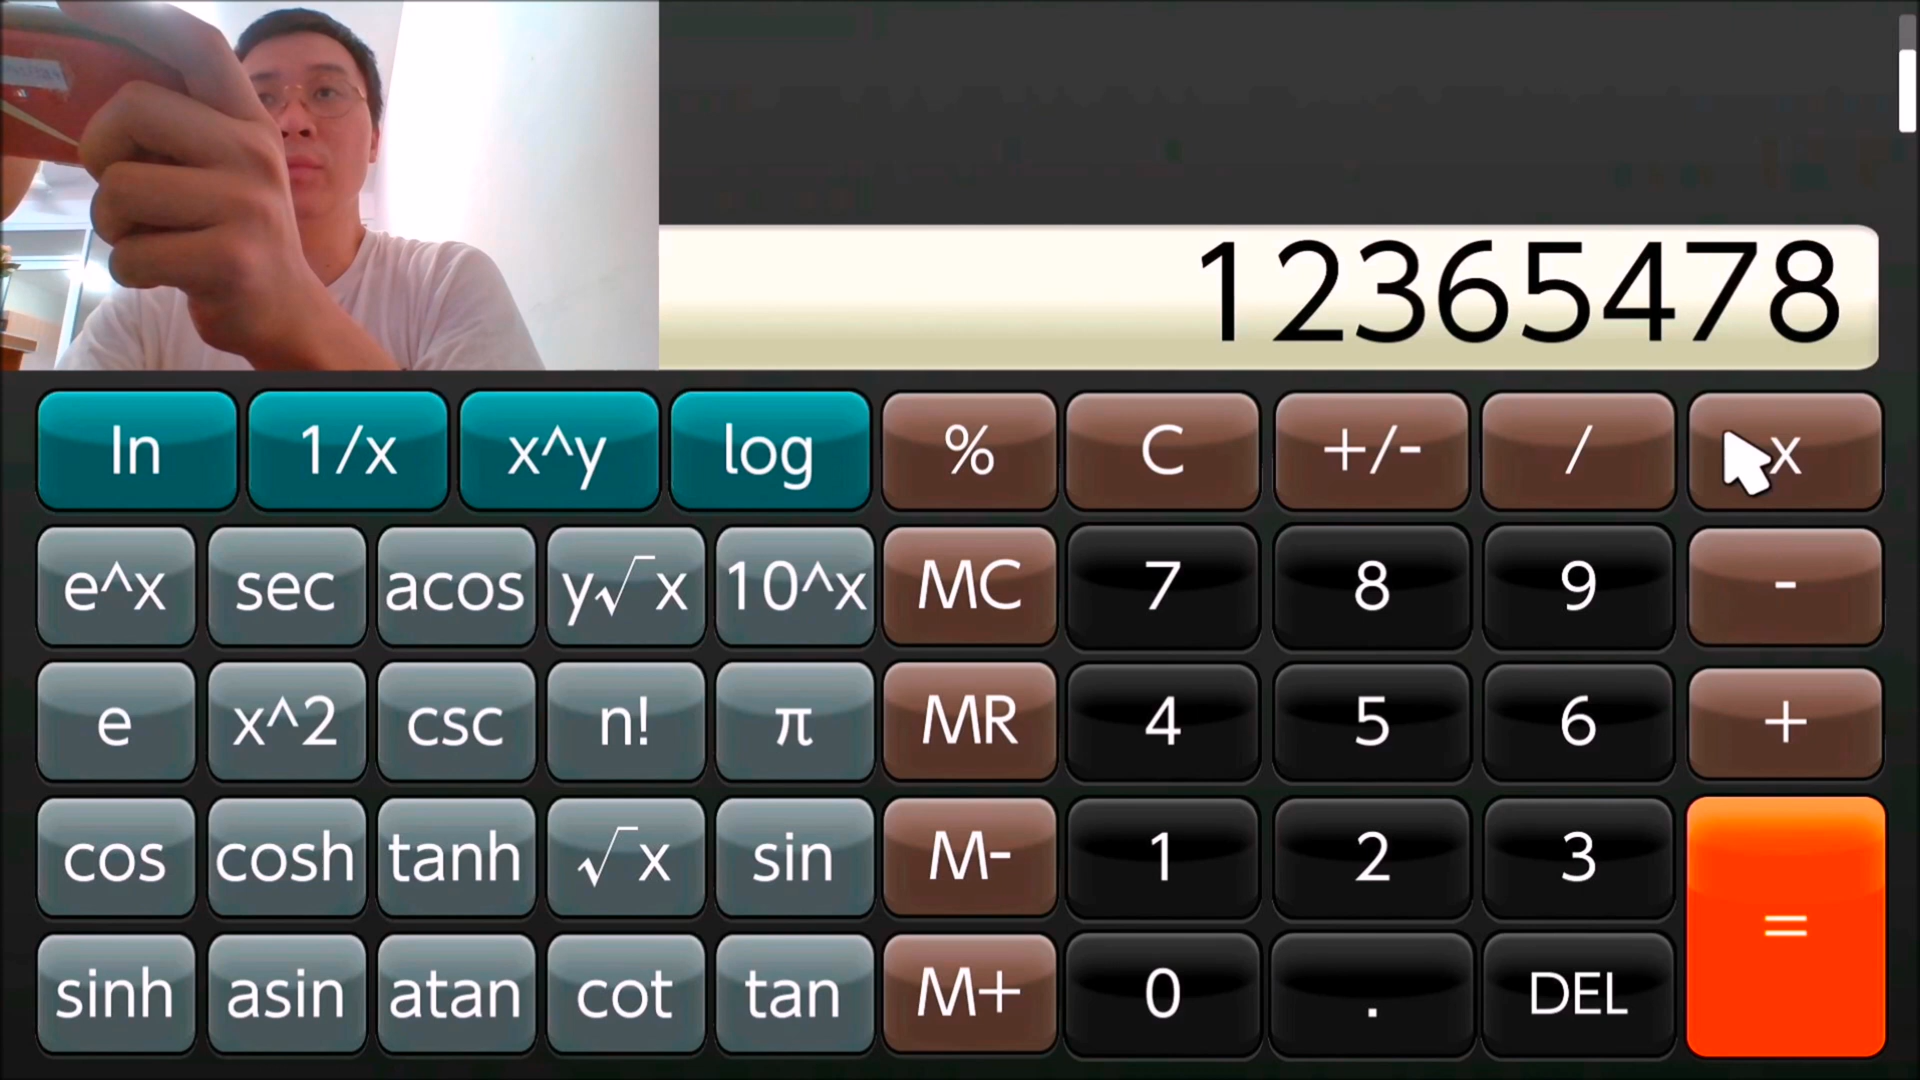 12365478
ln 1/x x^y log % C +/- / x
e^x sec acos y√x 10^x MC 7 8 9 -
e x^2 csc n! π MR 4 5 6 +
cos cosh tanh √x sin M- 1 2 3 =
sinh asin atan cot tan M+ 0 . DEL